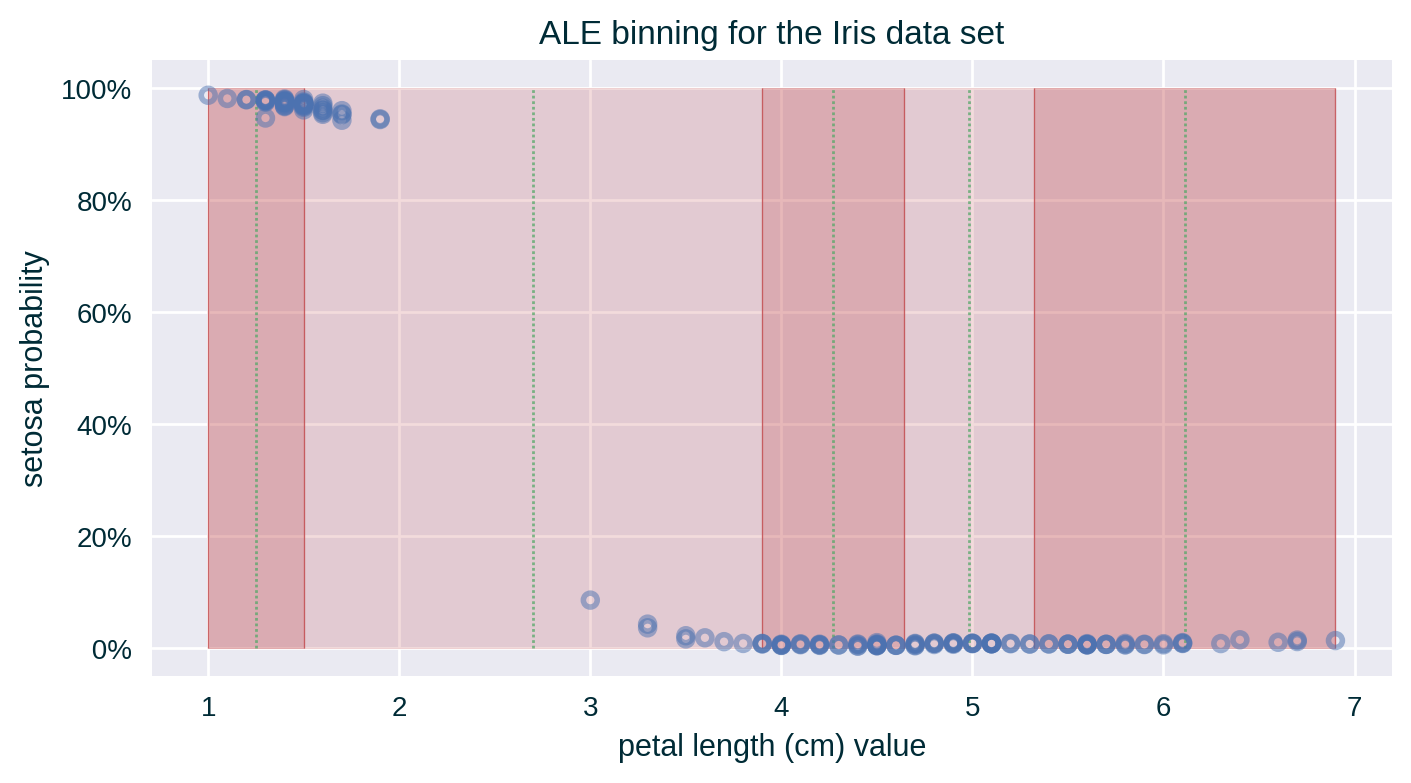 ALE binning for the Iris data set
100%
80%
60%
40%
20%
0%
setosa probability
1 2 3 4 5 6 7
petal length (cm) value